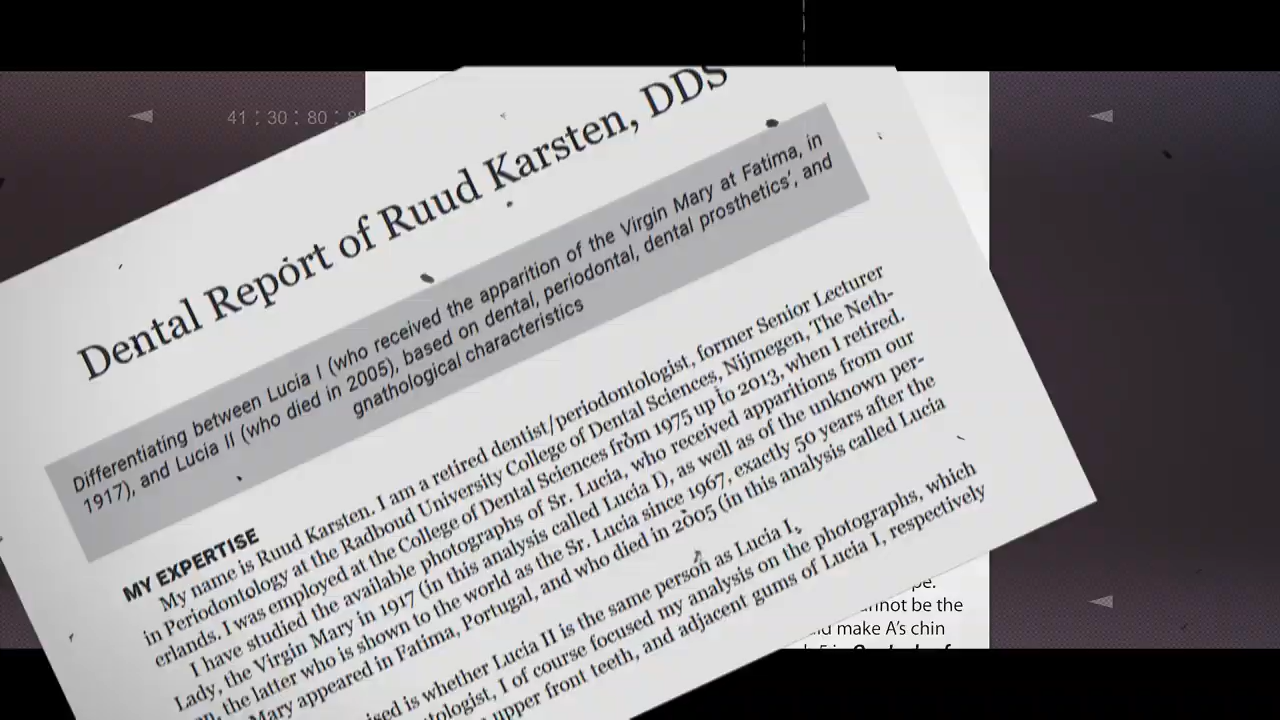 41 : 30 : 80 :
Dental Report of Ruud Karsten, DDS
Differentiating between Lucia I (who received the apparition of the Virgin Mary at Fatima, in
1917), and Lucia II (who died in 2005), based on dental, periodontal, dental prosthetics', and
gnathological characteristics
MY EXPERTISE
My name is Ruud Karsten. I am a retired dentist/periodontologist, former Senior Lecturer
in Periodontology at the Radboud University College of Dental Sciences, Nijmegen, The Neth-
erlands. I was employed at the College of Dental Sciences from 1975 up to 2013, when I retired.
I have studied the available photographs of Sr. Lucia, who received apparitions from our
Lady, the Virgin Mary in 1917 (in this analysis called Lucia I), as well as of the unknown per-
on, the latter who is shown to the world as the Sr. Lucia since 1967, exactly 50 years after the
Mary appeared in Fatima, Portugal, and who died in 2005 (in this analysis called Lucia
ised is whether Lucia II is the same person as Lucia I,
tologist, I of course focused my analysis on the photographs, which
upper front teeth, and adjacent gums of Lucia I, respectively
pe.
nnot be the
make A's chin